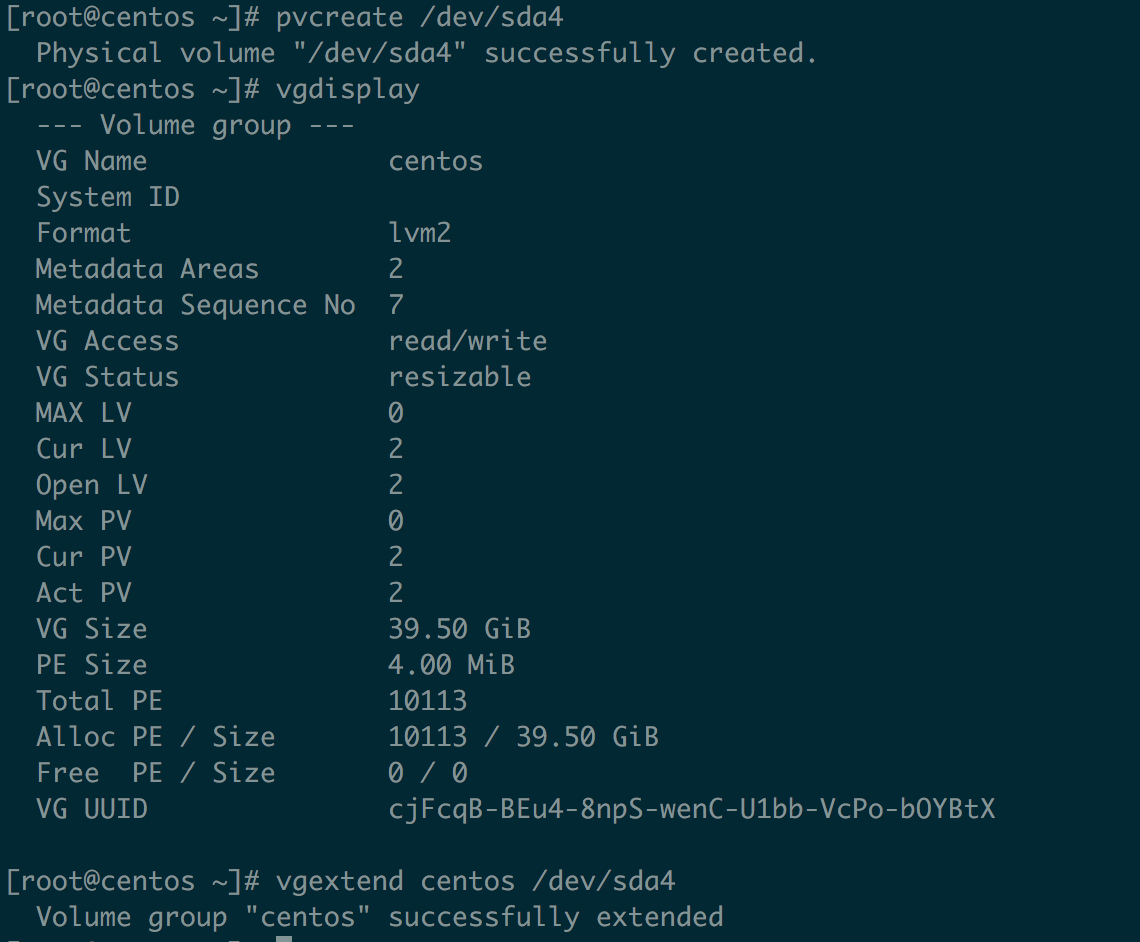 [root@centos ~]# pvcreate /dev/sda4
  Physical volume "/dev/sda4" successfully created.
[root@centos ~]# vgdisplay
  --- Volume group ---
  VG Name               centos
  System ID
  Format                lvm2
  Metadata Areas        2
  Metadata Sequence No  7
  VG Access             read/write
  VG Status             resizable
  MAX LV                0
  Cur LV                2
  Open LV               2
  Max PV                0
  Cur PV                2
  Act PV                2
  VG Size               39.50 GiB
  PE Size               4.00 MiB
  Total PE              10113
  Alloc PE / Size       10113 / 39.50 GiB
  Free  PE / Size       0 / 0
  VG UUID               cjFcqB-BEu4-8npS-wenC-U1bb-VcPo-bOYBtX

[root@centos ~]# vgextend centos /dev/sda4
  Volume group "centos" successfully extended